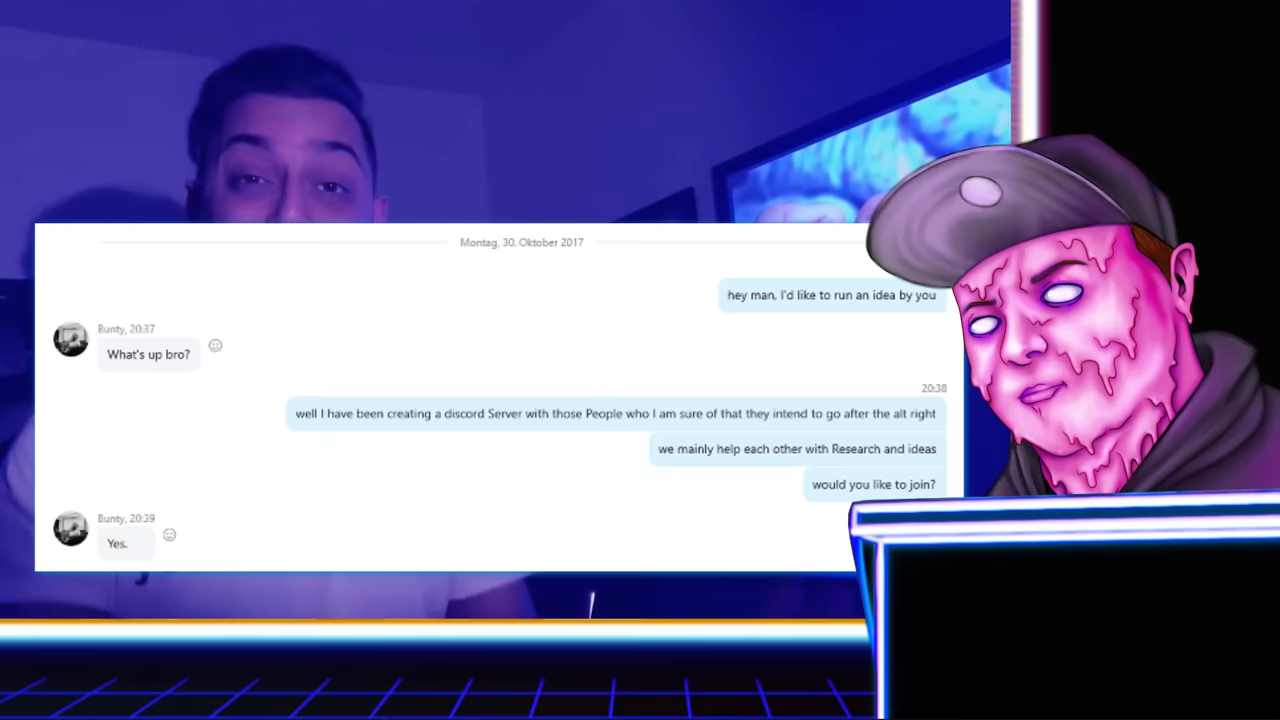 Montag, 30. Oktober 2017
hey man, I'd like to run an idea by you
Bunty, 20:37
What's up bro?
20:38
well I have been creating a discord Server with those People who I am sure of that they intend to go after the alt right
we mainly help each other with Research and ideas
would you like to join?
Bunty, 20:39
Yes.